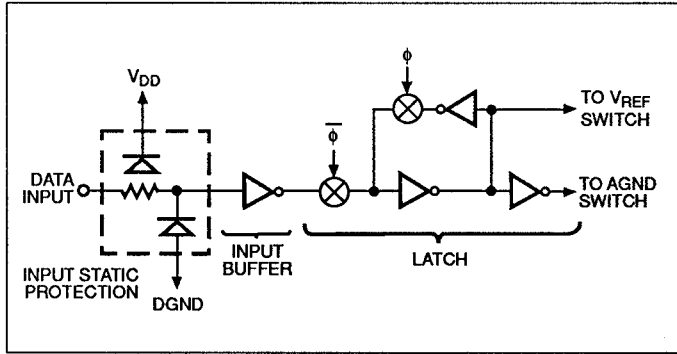 ϕ
V_DD
TO V_REF
SWITCH
ϕ̅
DATA
INPUT
TO AGND
SWITCH
INPUT
BUFFER
LATCH
INPUT STATIC
PROTECTION
DGND